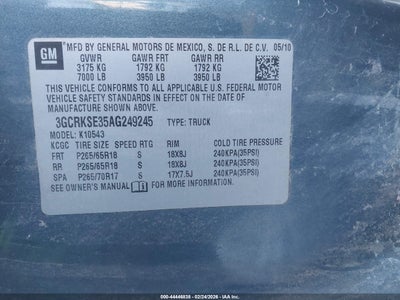 GM
MFD BY GENERAL MOTORS DE MEXICO, S. DE R.L. DE C.V. 05/10
GVWR GAWR FRT GAWR RR
3175 KG 1792 KG 1792 KG
7000 LB 3950 LB 3950 LB
THIS VEHICLE CONFORMS TO ALL APPLICABLE U.S. FEDERAL MOTOR
VEHICLE SAFETY STANDARDS IN EFFECT ON THE DATE OF
MANUFACTURE SHOWN ABOVE.
3GCRKSE35AG249245 TYPE: TRUCK
MODEL: K10543
KCGC TIRE SIZE SPEED RTG RIM COLD TIRE PRESSURE
FRT P265/65R18 S 18X8J 240KPA(35PSI)
RR P265/65R18 S 18X8J 240KPA(35PSI)
SPA P265/70R17 S 17X7.5J 240KPA(35PSI)
SEE OWNER'S MANUAL FOR MORE INFORMATION.
ID: 44446838 - 02/24/2026 - IAA Inc.